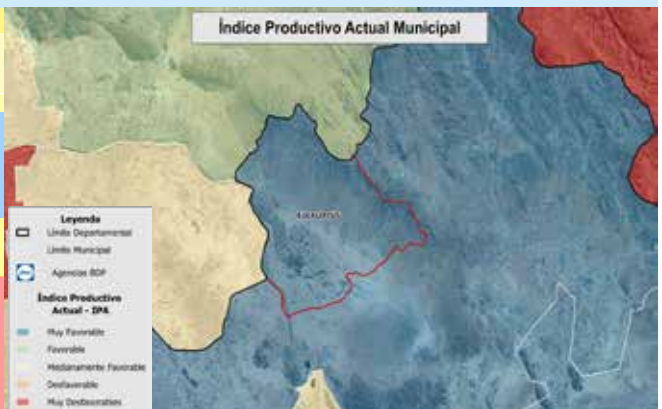 Índice Productivo Actual Municipal
Leyenda
Límite Departamental
Límite Municipal
Agencias BDP
Índice Productivo
Actual - IPA
Muy Favorable
Favorable
Medianamente Favorable
Desfavorable
Muy Desfavorable